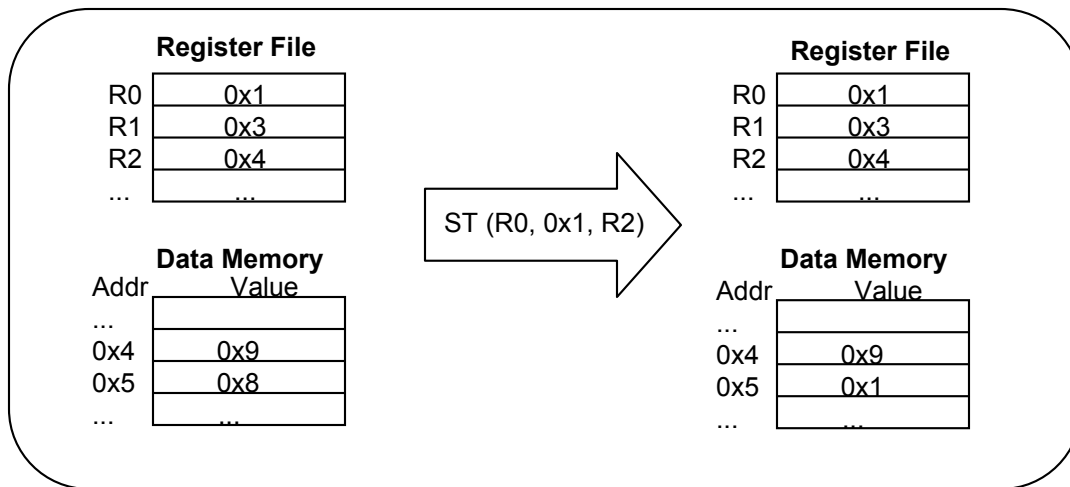 Register File
R0 0x1
R1 0x3
R2 0x4
... ...
Data Memory
Addr Value
...
0x4 0x9
0x5 0x8
... ...
ST (R0, 0x1, R2)
Register File
R0 0x1
R1 0x3
R2 0x4
... ...
Data Memory
Addr Value
...
0x4 0x9
0x5 0x1
... ...